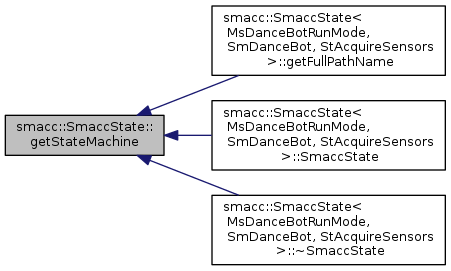 smacc::SmaccState::
getStateMachine
smacc::SmaccState<
MsDanceBotRunMode,
SmDanceBot, StAcquireSensors
>::getFullPathName
smacc::SmaccState<
MsDanceBotRunMode,
SmDanceBot, StAcquireSensors
>::SmaccState
smacc::SmaccState<
MsDanceBotRunMode,
SmDanceBot, StAcquireSensors
>::~SmaccState